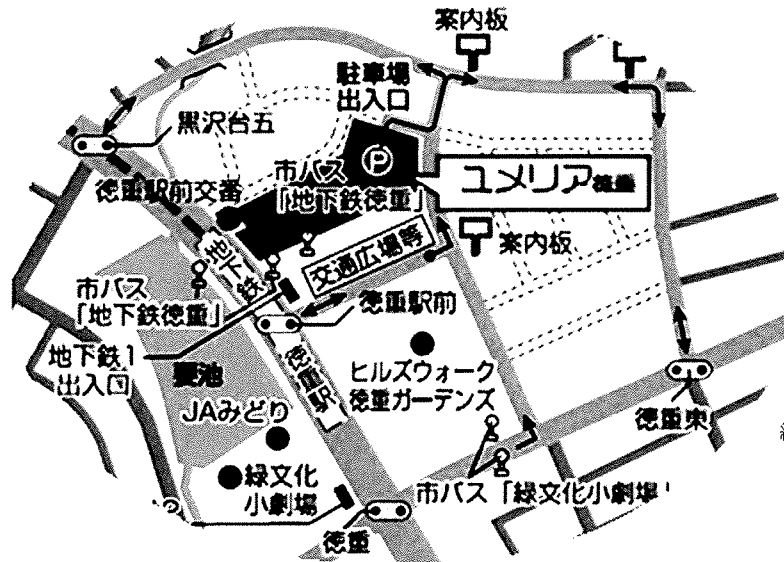 案内板
駐車場
出入口
黒沢台五
Ⓟ
市バス
「地下鉄徳重」
ユメリア徳重
徳重駅前交番
案内板
地下鉄
交通広場等
市バス
「地下鉄徳重」
徳重駅前
地下鉄1
出入口
要池
徳重駅
ヒルズウォーク
徳重ガーデンズ
JAみどり
徳重東
緑文化
小劇場
市バス「緑文化小劇場」
徳重